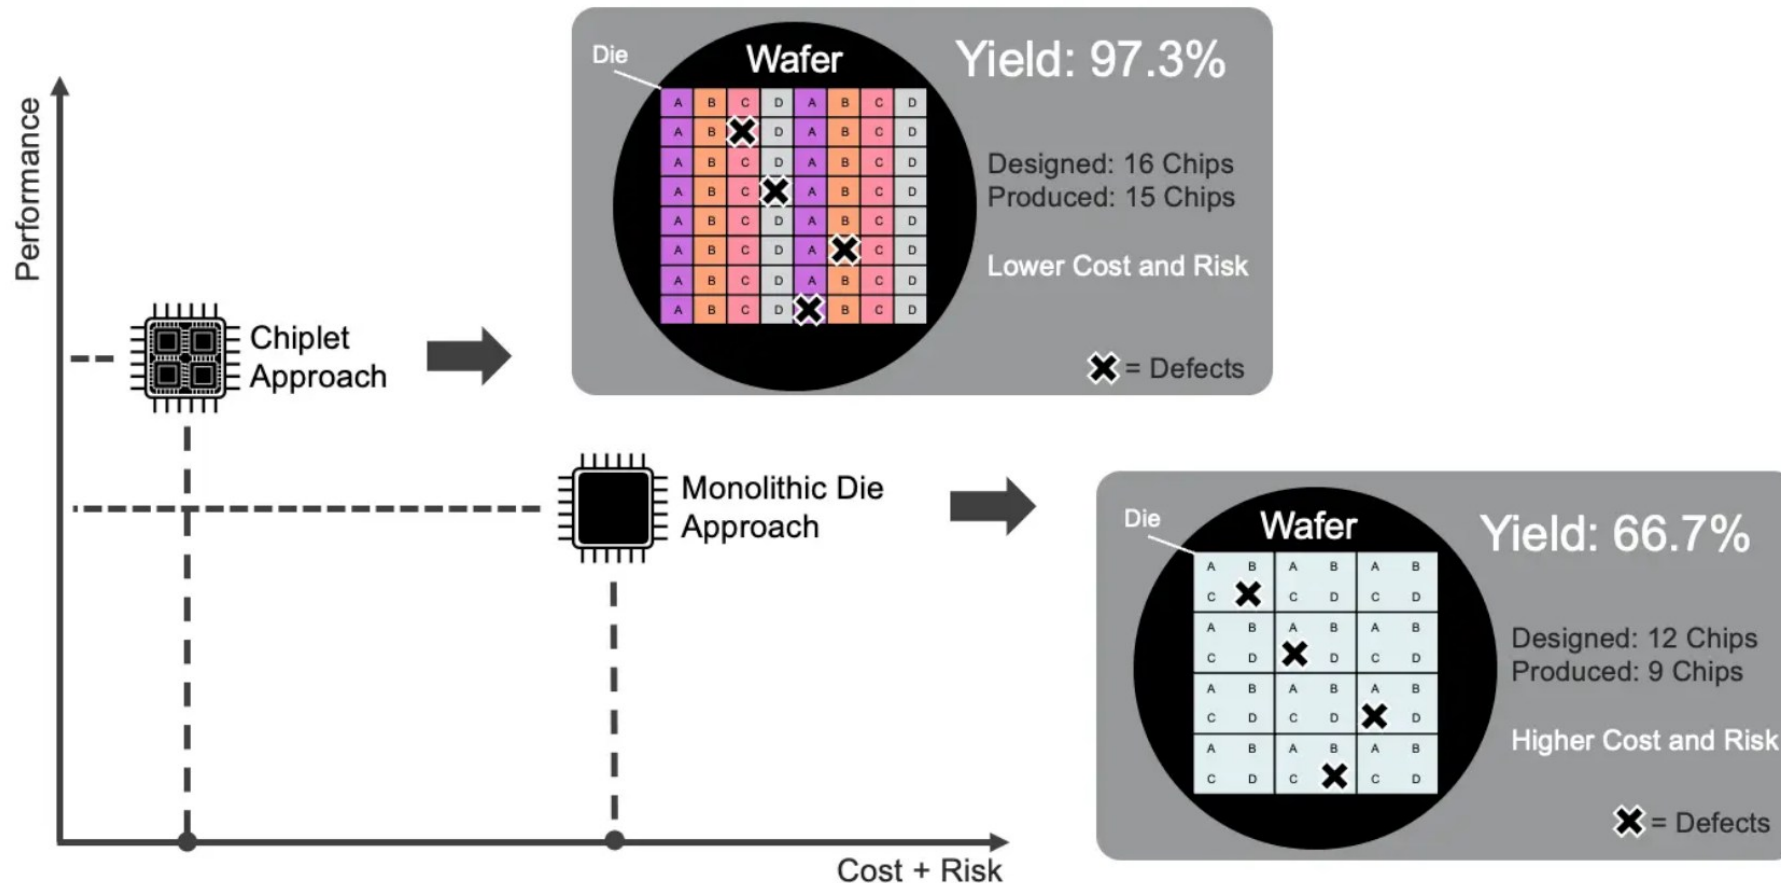 Performance
Chiplet
Approach
Die
Wafer
Yield: 97.3%
A B C D A B C D
A B D A B C D
A B C D A B C D
A B C A B C D
A B C D A B C D
A B C D A C D
A B C D A B C D
A B C D B C D
Designed: 16 Chips
Produced: 15 Chips
Lower Cost and Risk
= Defects
Monolithic Die
Approach
Die
Wafer
Yield: 66.7%
A B A B A B
C C D C D
A B A B A B
C D D C D
A B A B A B
C D C D D
A B A B A B
C D C C D
Designed: 12 Chips
Produced: 9 Chips
Higher Cost and Risk
= Defects
Cost + Risk